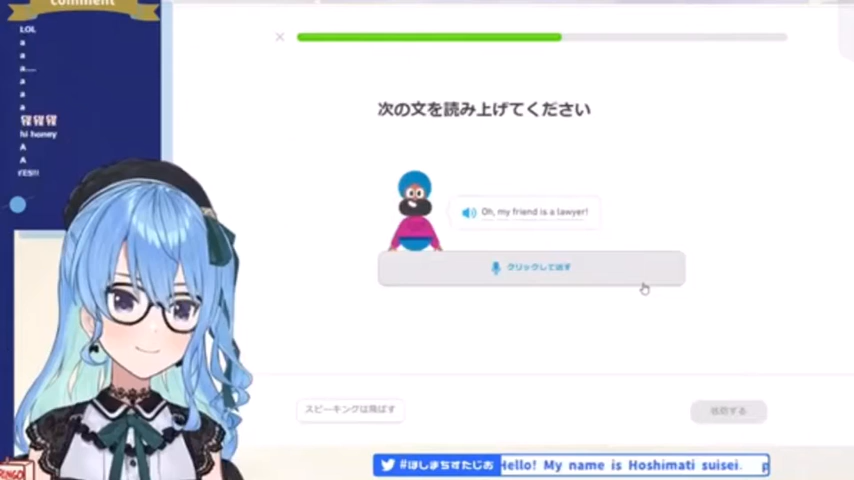 comment
LOL
a
a
a....
a
a
a
hi honey
A
A
YES!!
次の文を読み上げてください
Oh, my friend is a lawyer!
クリックして話す
スピーキングは飛ばす
回答する
#ほしまちすたじお
Hello! My name is Hoshimati suisei.